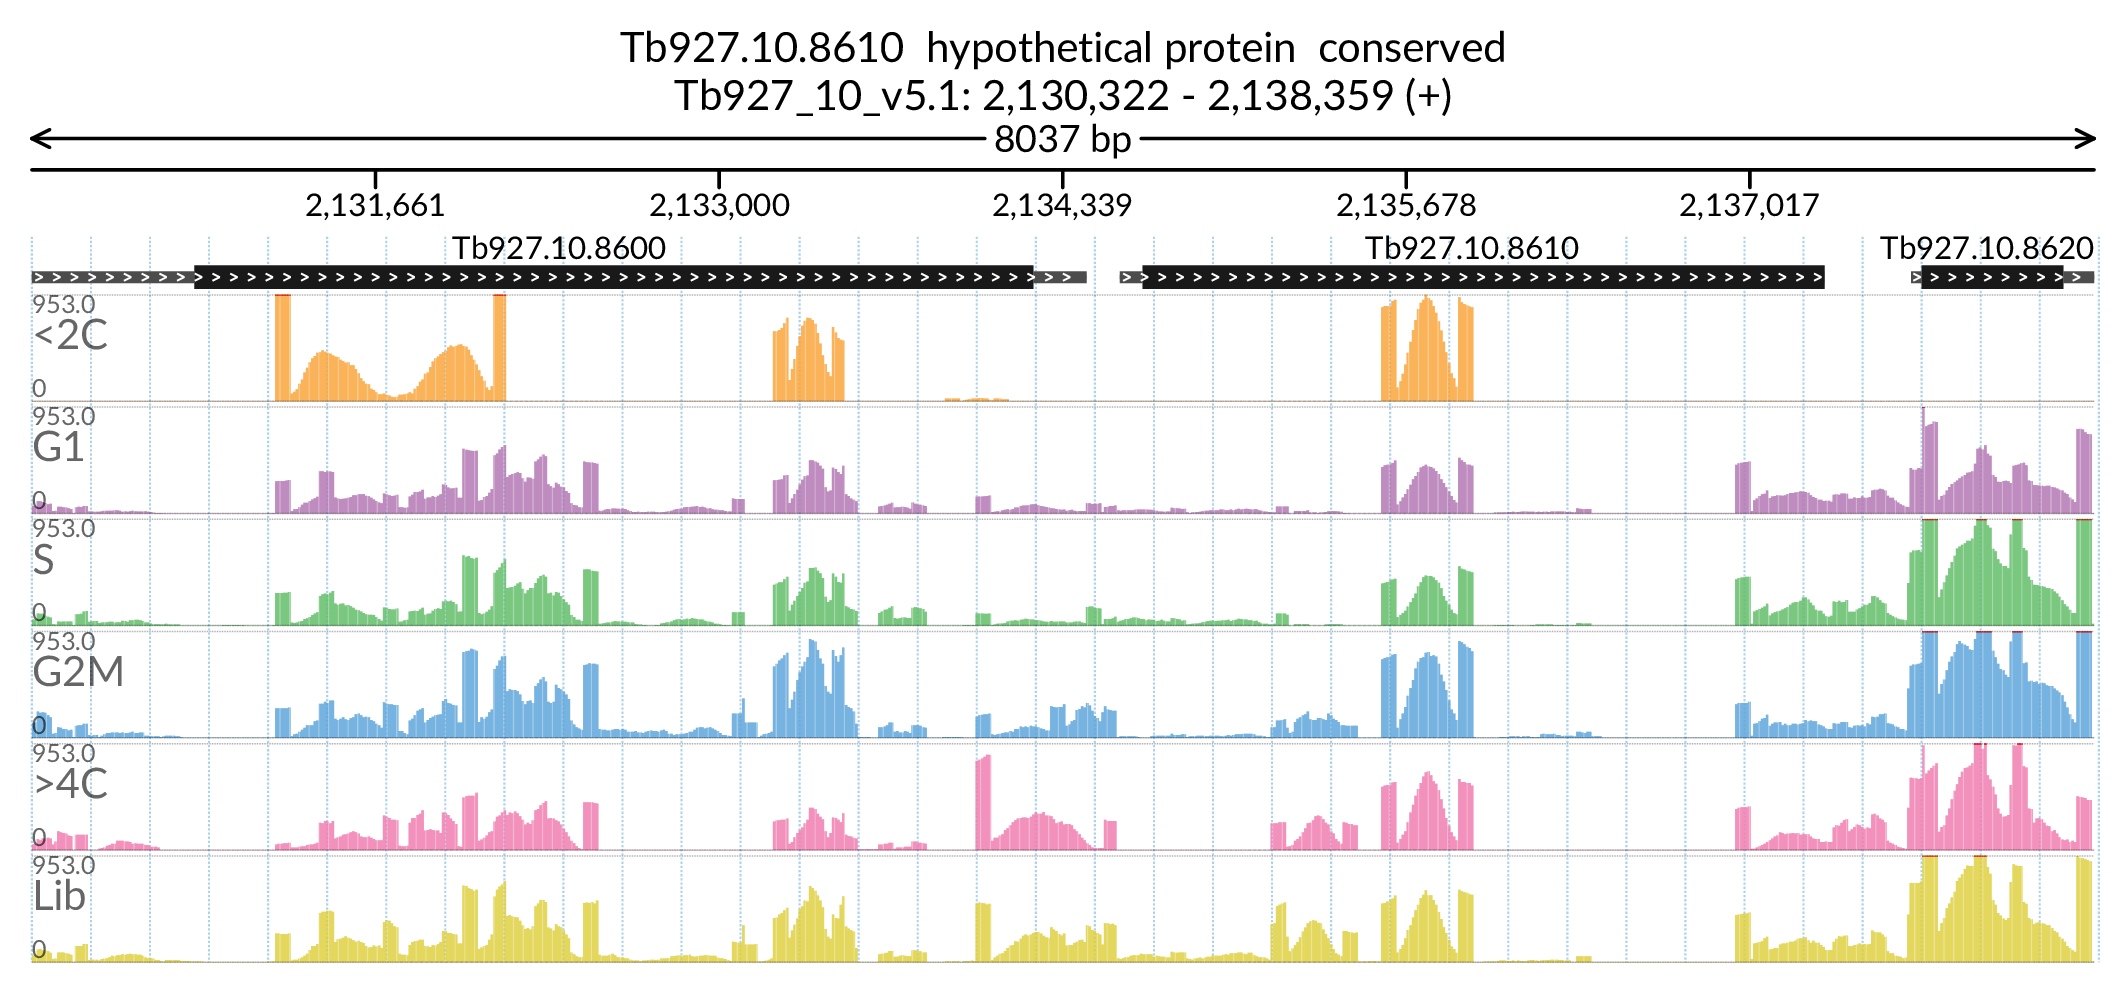 Tb927.10.8610  hypothetical protein  conserved
Tb927_10_v5.1: 2,130,322 - 2,138,359 (+)
8037 bp
2,131,661 2,133,000 2,134,339 2,135,678 2,137,017
Tb927.10.8600 Tb927.10.8610 Tb927.10.8620
953.0
<2C
0
953.0
G1
0
953.0
S
0
953.0
G2M
0
953.0
>4C
0
953.0
Lib
0